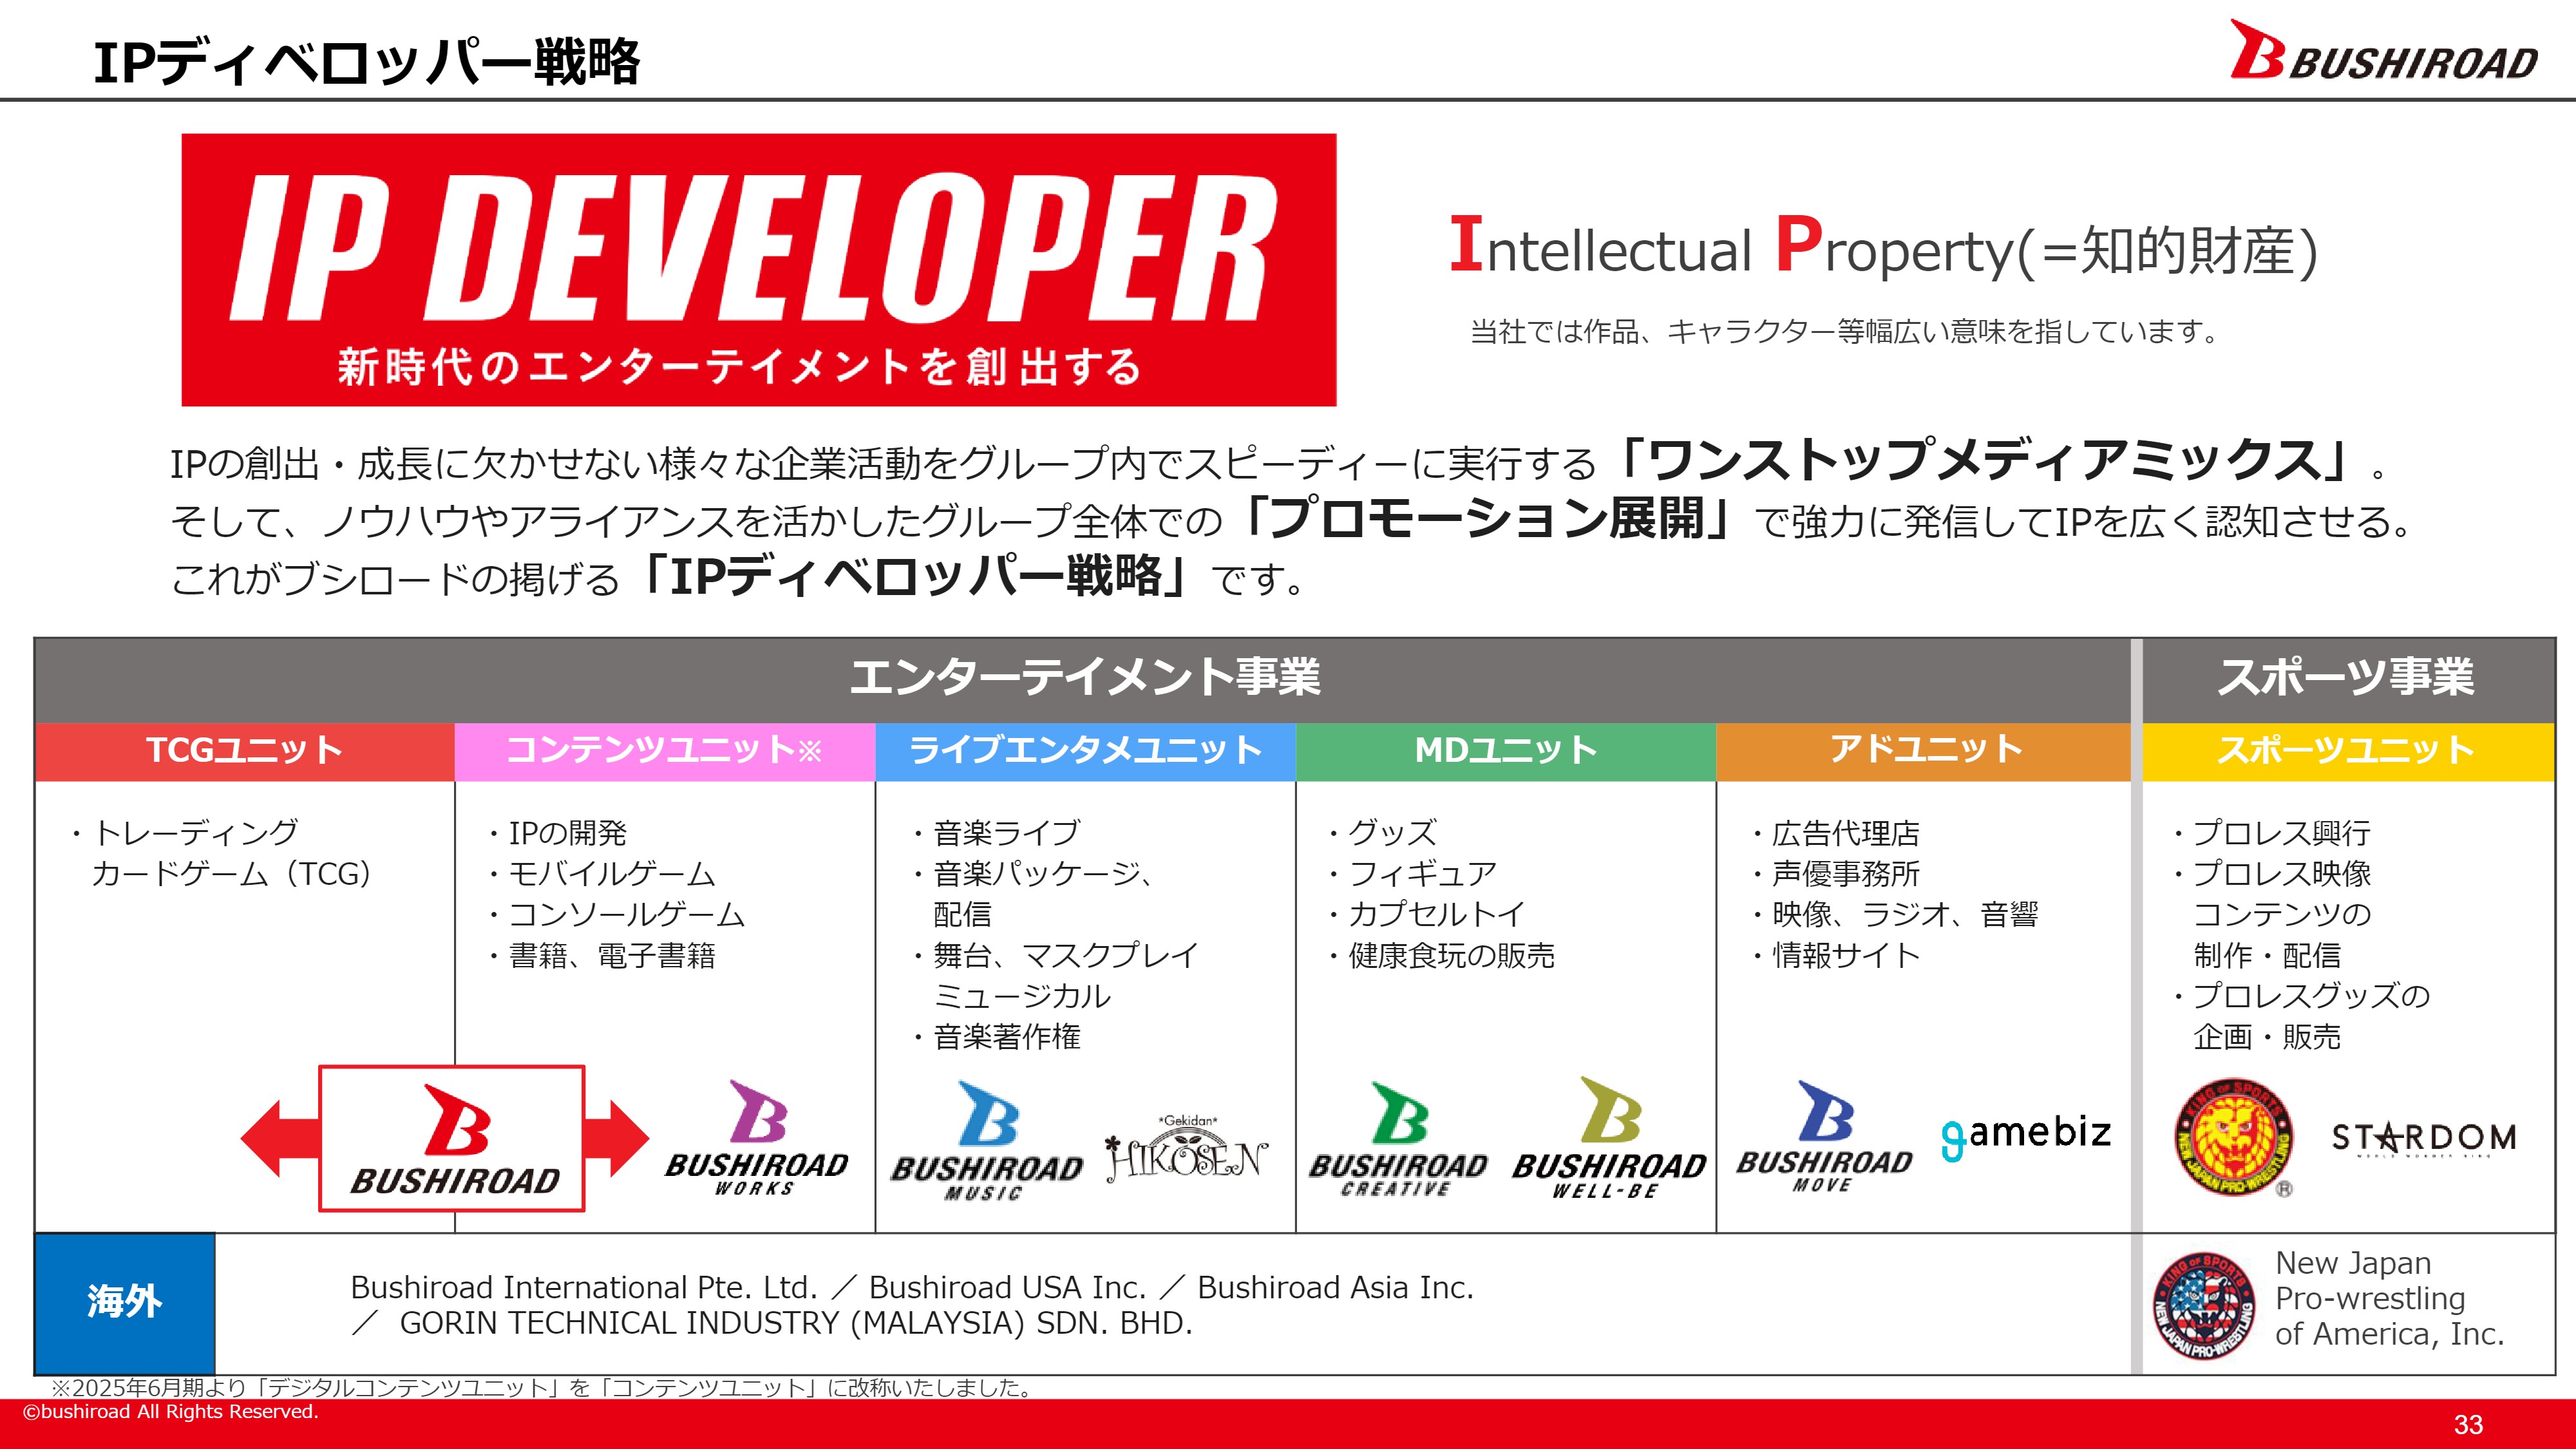 IPディベロッパー戦略
BUSHIROAD
IP DEVELOPER
新時代のエンターテイメントを創出する
Intellectual Property(=知的財産)
当社では作品、キャラクター等幅広い意味を指しています。
IPの創出・成長に欠かせない様々な企業活動をグループ内でスピーディーに実行する「ワンストップメディアミックス」。
そして、ノウハウやアライアンスを活かしたグループ全体での「プロモーション展開」で強力に発信してIPを広く認知させる。
これがブシロードの掲げる「IPディベロッパー戦略」です。
エンターテイメント事業
スポーツ事業
TCGユニット
コンテンツユニット※
ライブエンタメユニット
MDユニット
アドユニット
スポーツユニット
・トレーディング
カードゲーム（TCG）
・IPの開発
・モバイルゲーム
・コンソールゲーム
・書籍、電子書籍
・音楽ライブ
・音楽パッケージ、
配信
・舞台、マスクプレイ
ミュージカル
・音楽著作権
・グッズ
・フィギュア
・カプセルトイ
・健康食玩の販売
・広告代理店
・声優事務所
・映像、ラジオ、音響
・情報サイト
・プロレス興行
・プロレス映像
コンテンツの
制作・配信
・プロレスグッズの
企画・販売
BUSHIROAD
BUSHIROAD
WORKS
BUSHIROAD
MUSIC
*Gekidan*
HIKOSEN
BUSHIROAD
CREATIVE
BUSHIROAD
WELL-BE
BUSHIROAD
MOVE
gamebiz
KING OF SPORTS
NEW JAPAN PRO-WRESTLING
®
STARDOM
海外
Bushiroad International Pte. Ltd. ／ Bushiroad USA Inc. ／ Bushiroad Asia Inc.
／ GORIN TECHNICAL INDUSTRY (MALAYSIA) SDN. BHD.
KING OF SPORTS
NEW JAPAN PRO-WRESTLING
New Japan
Pro-wrestling
of America, Inc.
※2025年6月期より「デジタルコンテンツユニット」を「コンテンツユニット」に改称いたしました。
©bushiroad All Rights Reserved.
33